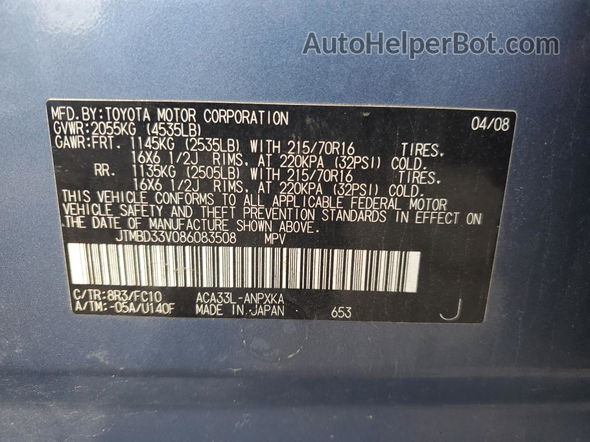 AutoHelperBot.com
MFD.BY:TOYOTA MOTOR CORPORATION 04/08
GVWR:2055KG (4535LB)
GAWR:FRT. 1145KG (2535LB) WITH 215/70R16 TIRES.
16X6 1/2J RIMS. AT 220KPA (32PSI) COLD.
RR. 1135KG (2505LB) WITH 215/70R16 TIRES.
16X6 1/2J RIMS. AT 220KPA (32PSI) COLD.
THIS VEHICLE CONFORMS TO ALL APPLICABLE FEDERAL MOTOR
VEHICLE SAFETY AND THEFT PREVENTION STANDARDS IN EFFECT ON
THE DATE OF MANUFACTURE SHOWN ABOVE.
JTMBD33V086083508 MPV
C/TR:8R3/FC10 ACA33L-ANPXKA
A/TM:-05A/U140F MADE IN JAPAN 653 J